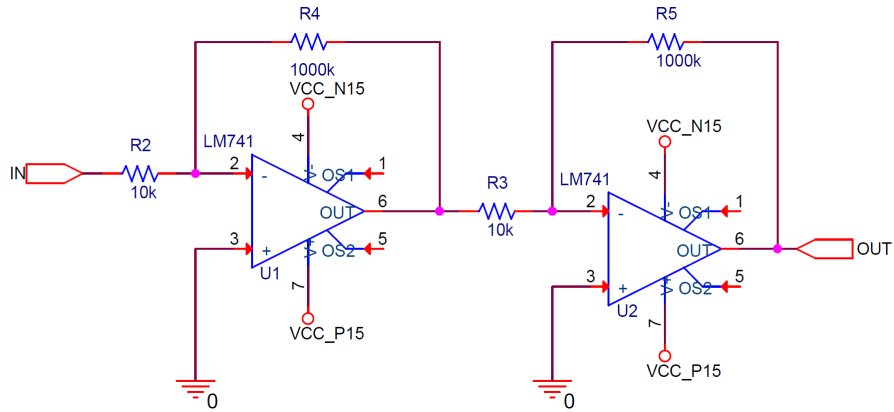 R4
1000k
VCC_N15
4
LM741
R2
IN
10k
2
-
V-
OS1
1
OUT
6
3
+
V+
OS2
5
U1
7
VCC_P15
0
R5
1000k
VCC_N15
4
LM741
R3
10k
2
-
V-
OS1
1
OUT
6
OUT
3
+
V+
OS2
5
U2
7
VCC_P15
0